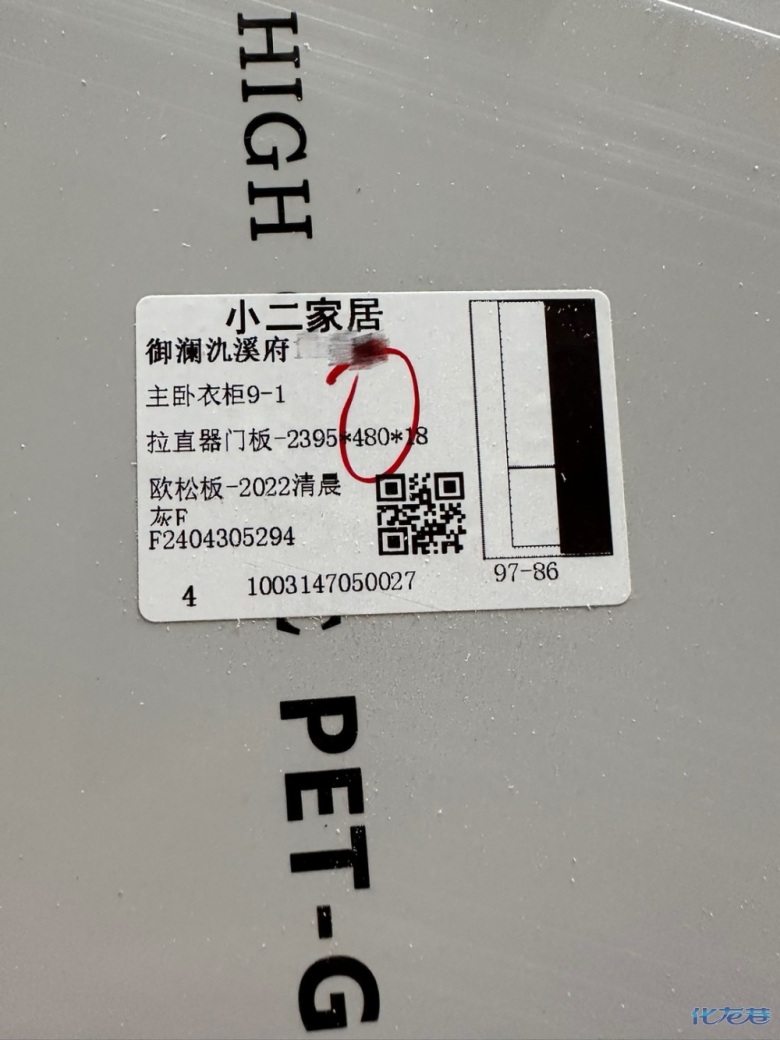 HIGH
小二家居
御澜氿溪府
主卧衣柜9-1
拉直器门板-2395*480*18
欧松板-2022清晨
灰F
F2404305294
4
1003147050027
97-86
PET-G
化龙巷